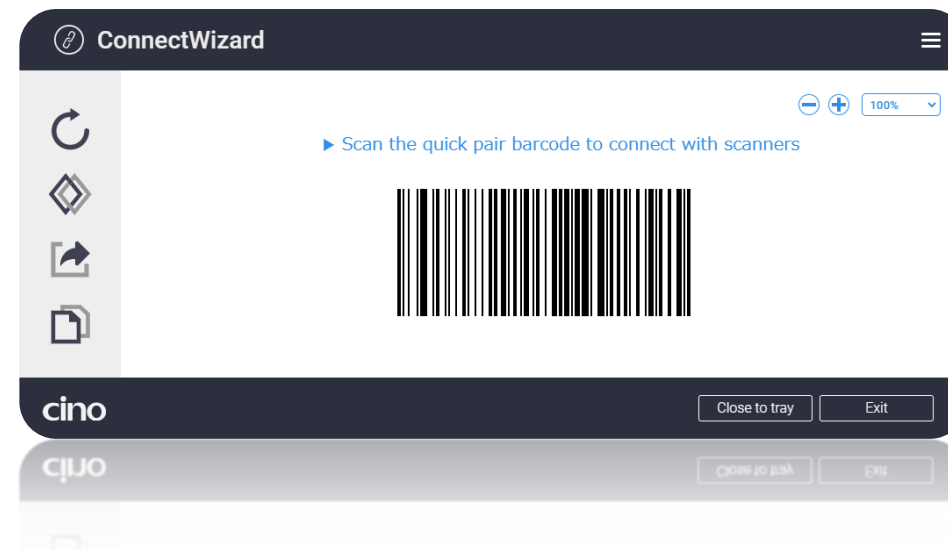 ConnectWizard
100%
Scan the quick pair barcode to connect with scanners
cino
Close to tray
Exit